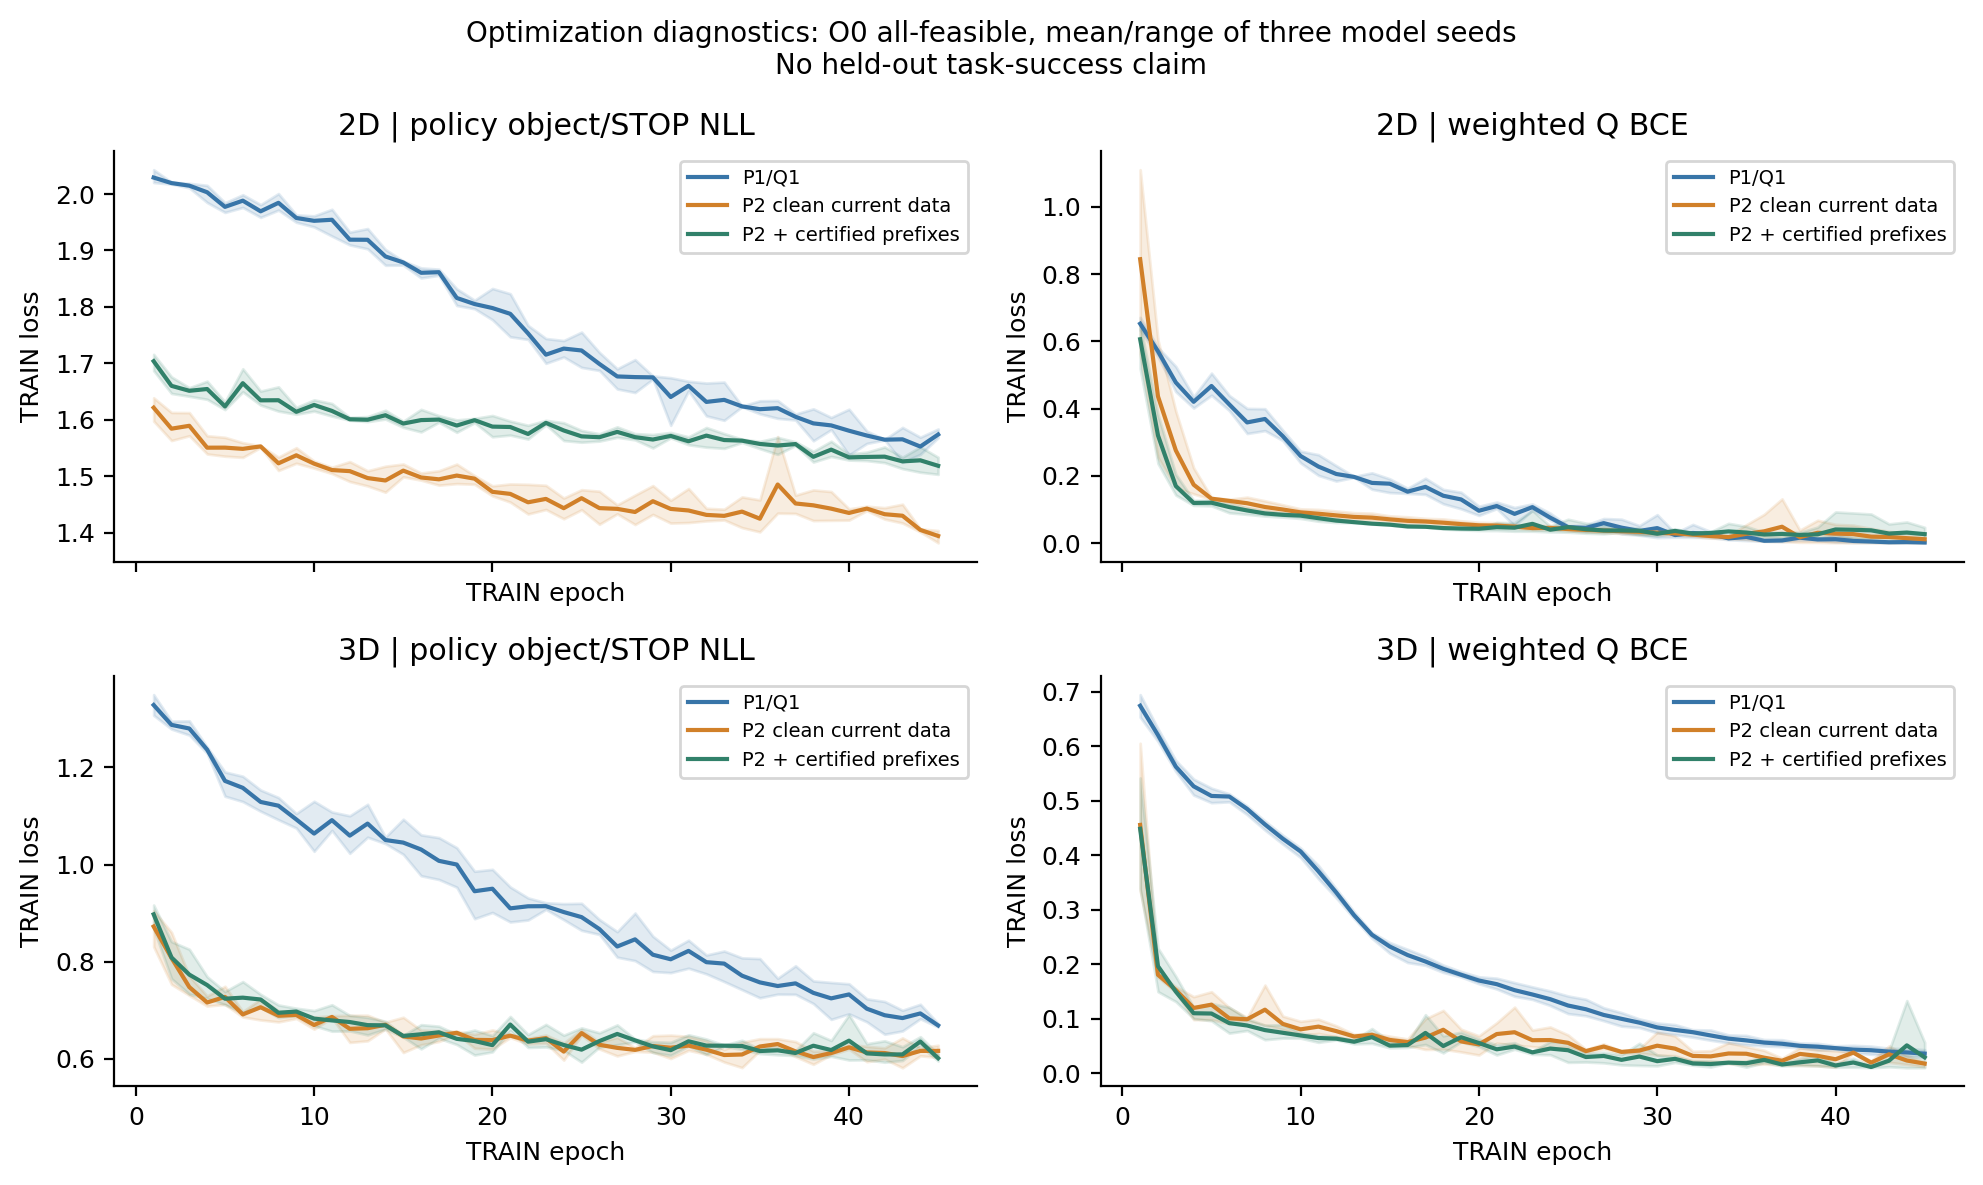 Optimization diagnostics: O0 all-feasible, mean/range of three model seeds
No held-out task-success claim
2D | policy object/STOP NLL
TRAIN loss
2.0
1.9
1.8
1.7
1.6
1.5
1.4
P1/Q1
P2 clean current data
P2 + certified prefixes
TRAIN epoch
2D | weighted Q BCE
TRAIN loss
1.0
0.8
0.6
0.4
0.2
0.0
P1/Q1
P2 clean current data
P2 + certified prefixes
TRAIN epoch
3D | policy object/STOP NLL
TRAIN loss
1.2
1.0
0.8
0.6
P1/Q1
P2 clean current data
P2 + certified prefixes
0
10
20
30
40
TRAIN epoch
3D | weighted Q BCE
TRAIN loss
0.7
0.6
0.5
0.4
0.3
0.2
0.1
0.0
P1/Q1
P2 clean current data
P2 + certified prefixes
0
10
20
30
40
TRAIN epoch